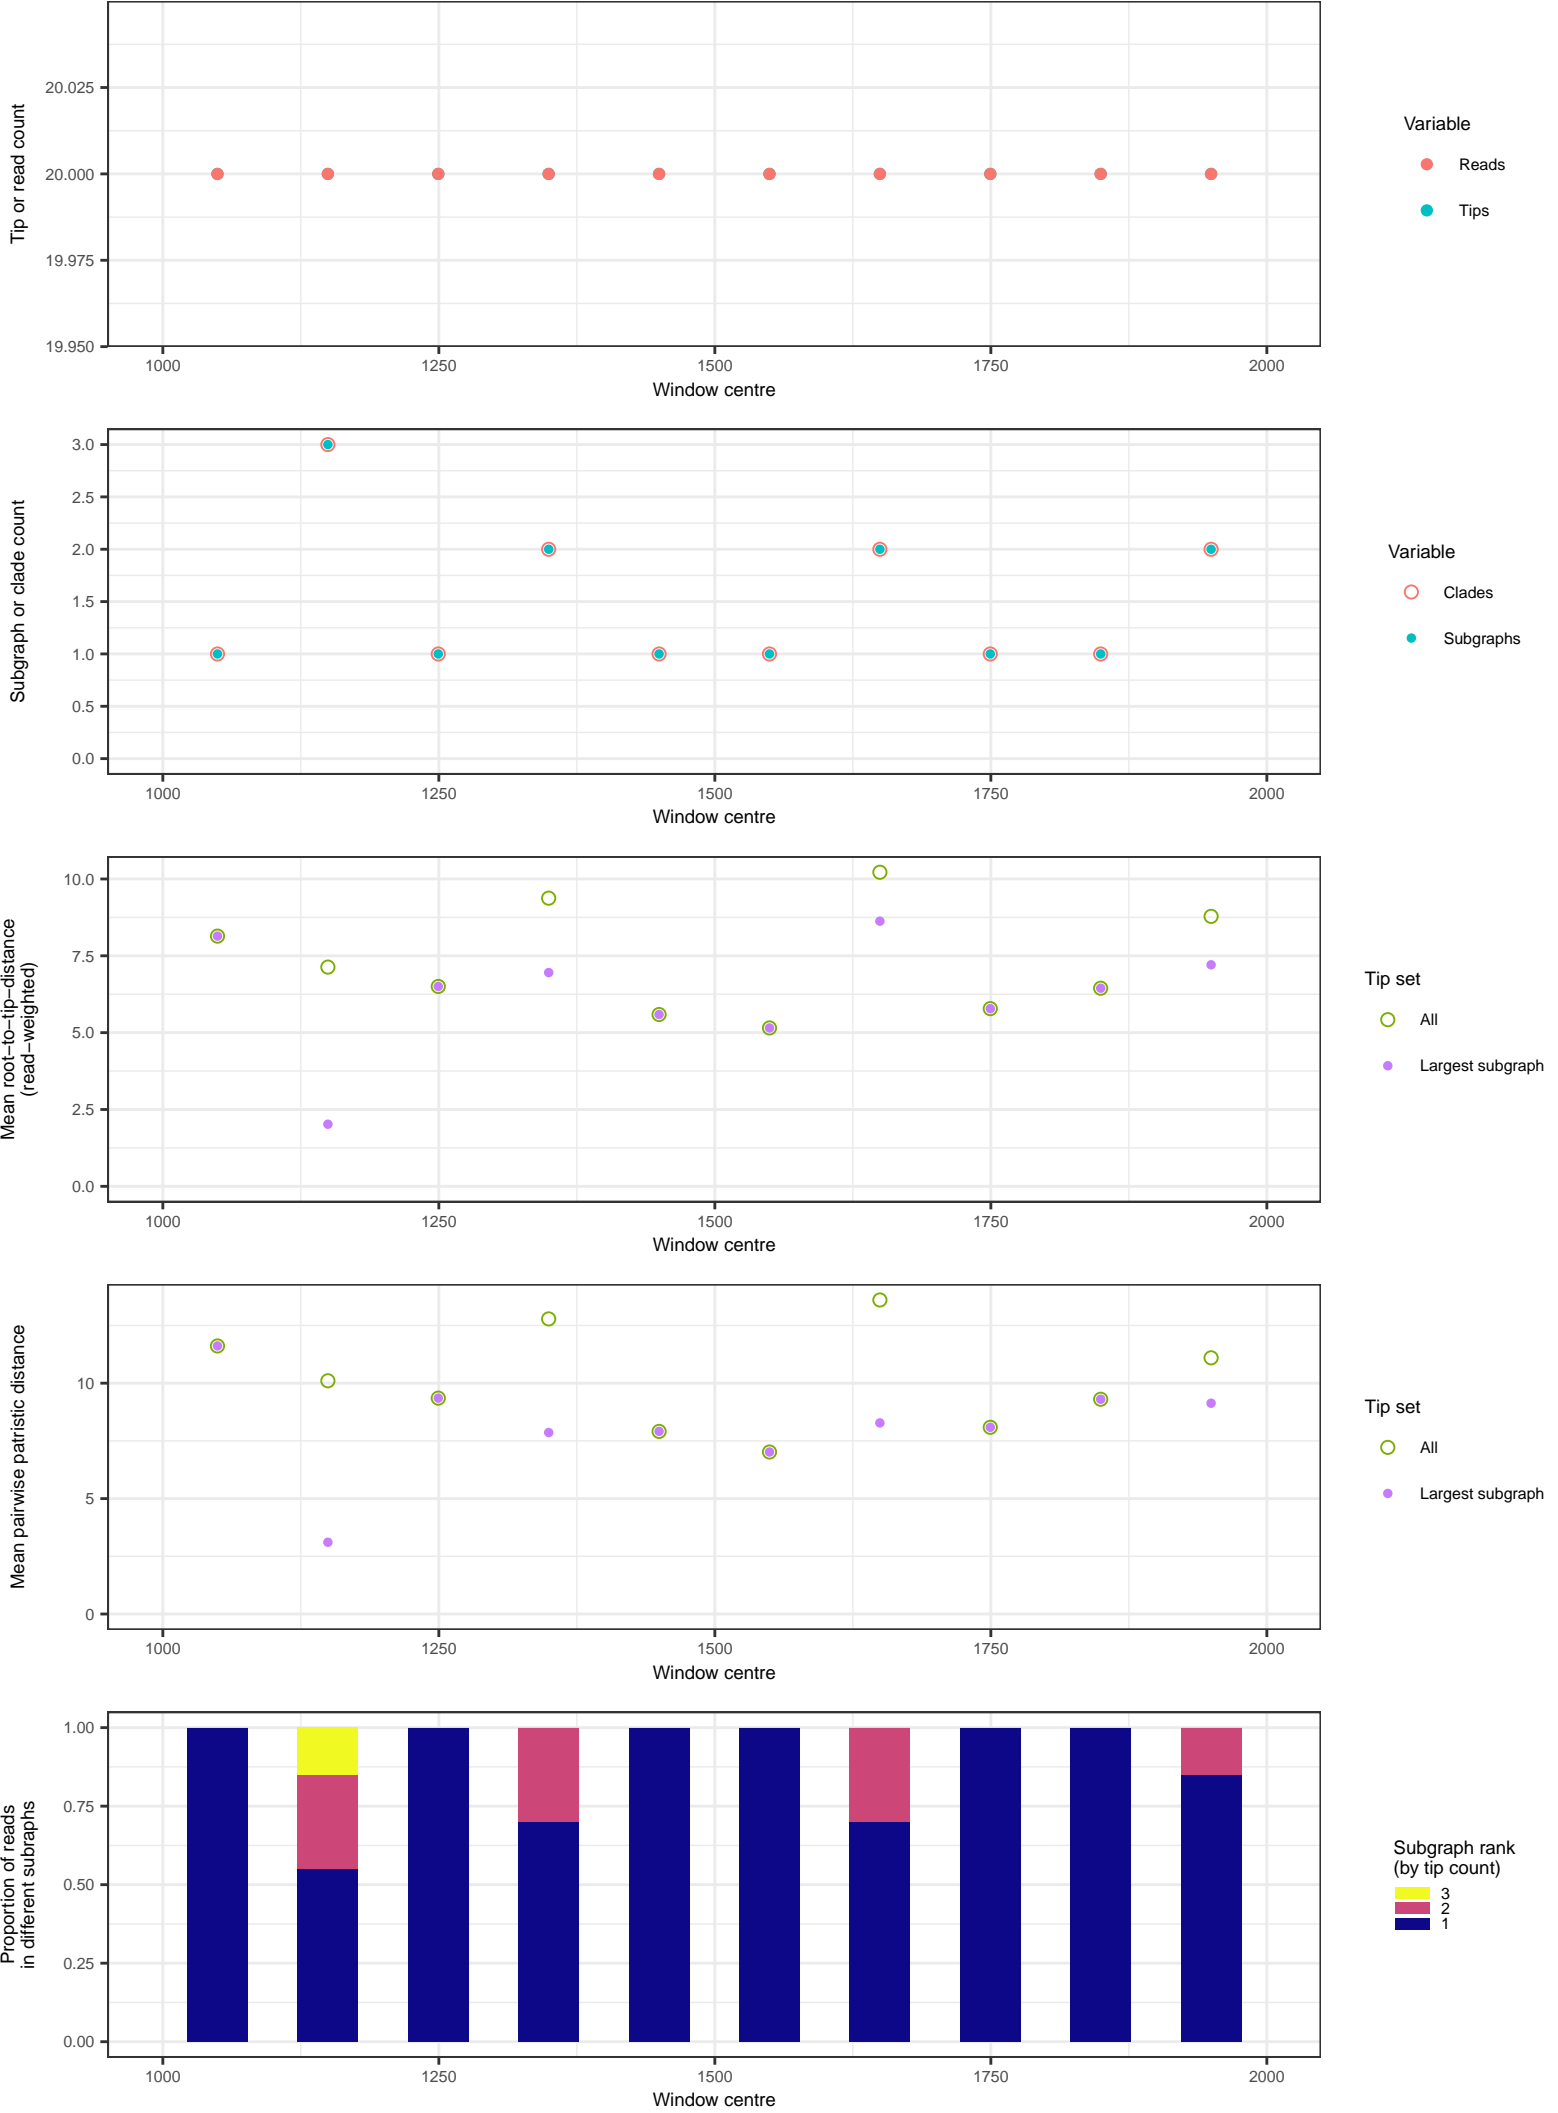 20.025
20.000
19.975
19.950
Tip or read count
1000 1250 1500 1750 2000
Window centre
Variable
Reads
Tips
3.0
2.5
2.0
1.5
1.0
0.5
0.0
Subgraph or clade count
1000 1250 1500 1750 2000
Window centre
Variable
Clades
Subgraphs
10.0
7.5
5.0
2.5
0.0
Mean root−to−tip−distance
(read−weighted)
1000 1250 1500 1750 2000
Window centre
Tip set
All
Largest subgraph
10
5
0
Mean pairwise patristic distance
1000 1250 1500 1750 2000
Window centre
Tip set
All
Largest subgraph
1.00
0.75
0.50
0.25
0.00
Proportion of reads
in different subraphs
1000 1250 1500 1750 2000
Window centre
Subgraph rank
(by tip count)
3
2
1